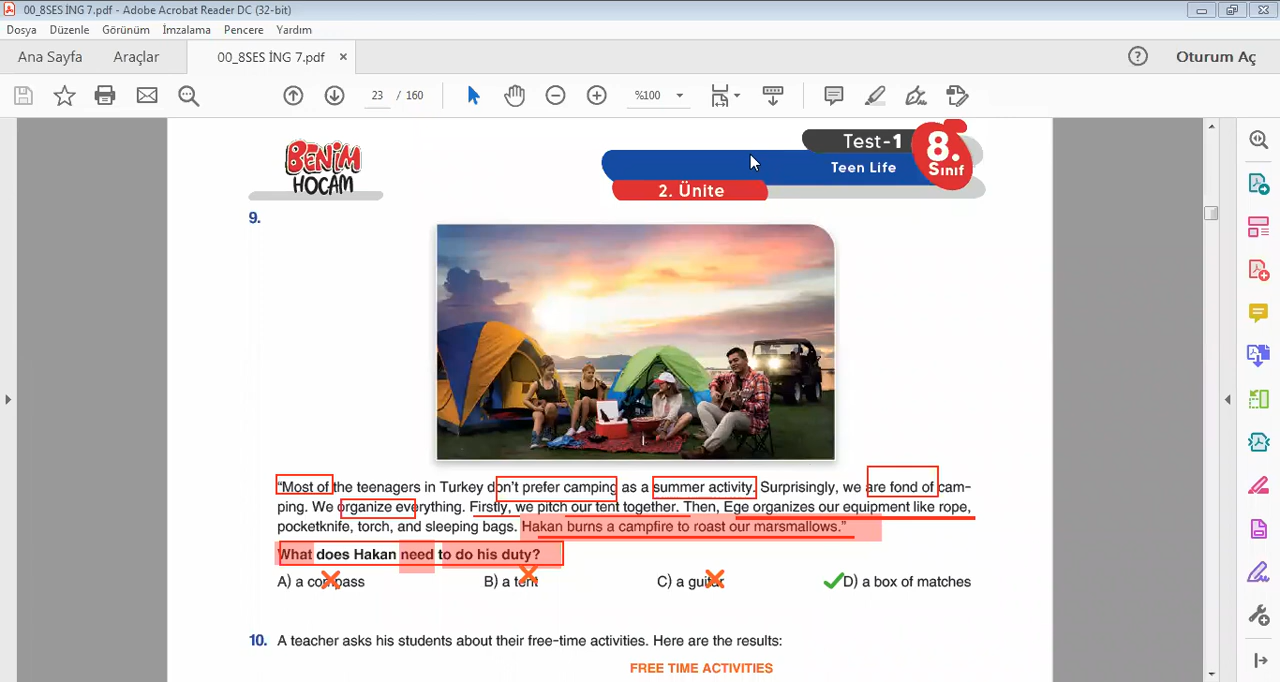 00_8SES İNG 7.pdf - Adobe Acrobat Reader DC (32-bit)
Dosya Düzenle Görünüm İmzalama Pencere Yardım
Ana Sayfa Araçlar 00_8SES İNG 7.pdf × Oturum Aç
23 / 160 %100
BENİM HOCAM
Test-1
Teen Life
8. Sınıf
2. Ünite
9.
“Most of the teenagers in Turkey don’t prefer camping as a summer activity. Surprisingly, we are fond of cam-
ping. We organize everything. Firstly, we pitch our tent together. Then, Ege organizes our equipment like rope,
pocketknife, torch, and sleeping bags. Hakan burns a campfire to roast our marsmallows.”
What does Hakan need to do his duty?
A) a compass B) a tent C) a guitar D) a box of matches
10. A teacher asks his students about their free-time activities. Here are the results:
FREE TIME ACTIVITIES